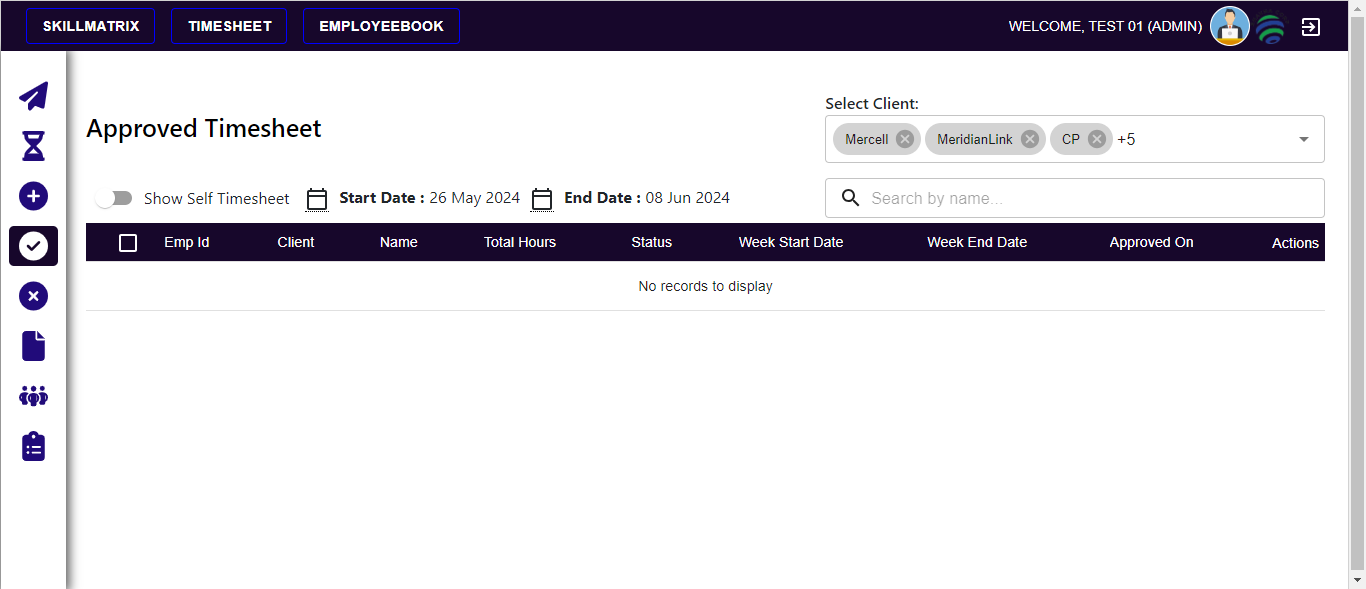 SKILLMATRIX TIMESHEET EMPLOYEEBOOK WELCOME, TEST 01 (ADMIN)
Select Client:
Approved Timesheet
Mercell MeridianLink CP +5
Show Self Timesheet Start Date : 26 May 2024 End Date : 08 Jun 2024 Search by name...
Emp Id Client Name Total Hours Status Week Start Date Week End Date Approved On Actions
No records to display